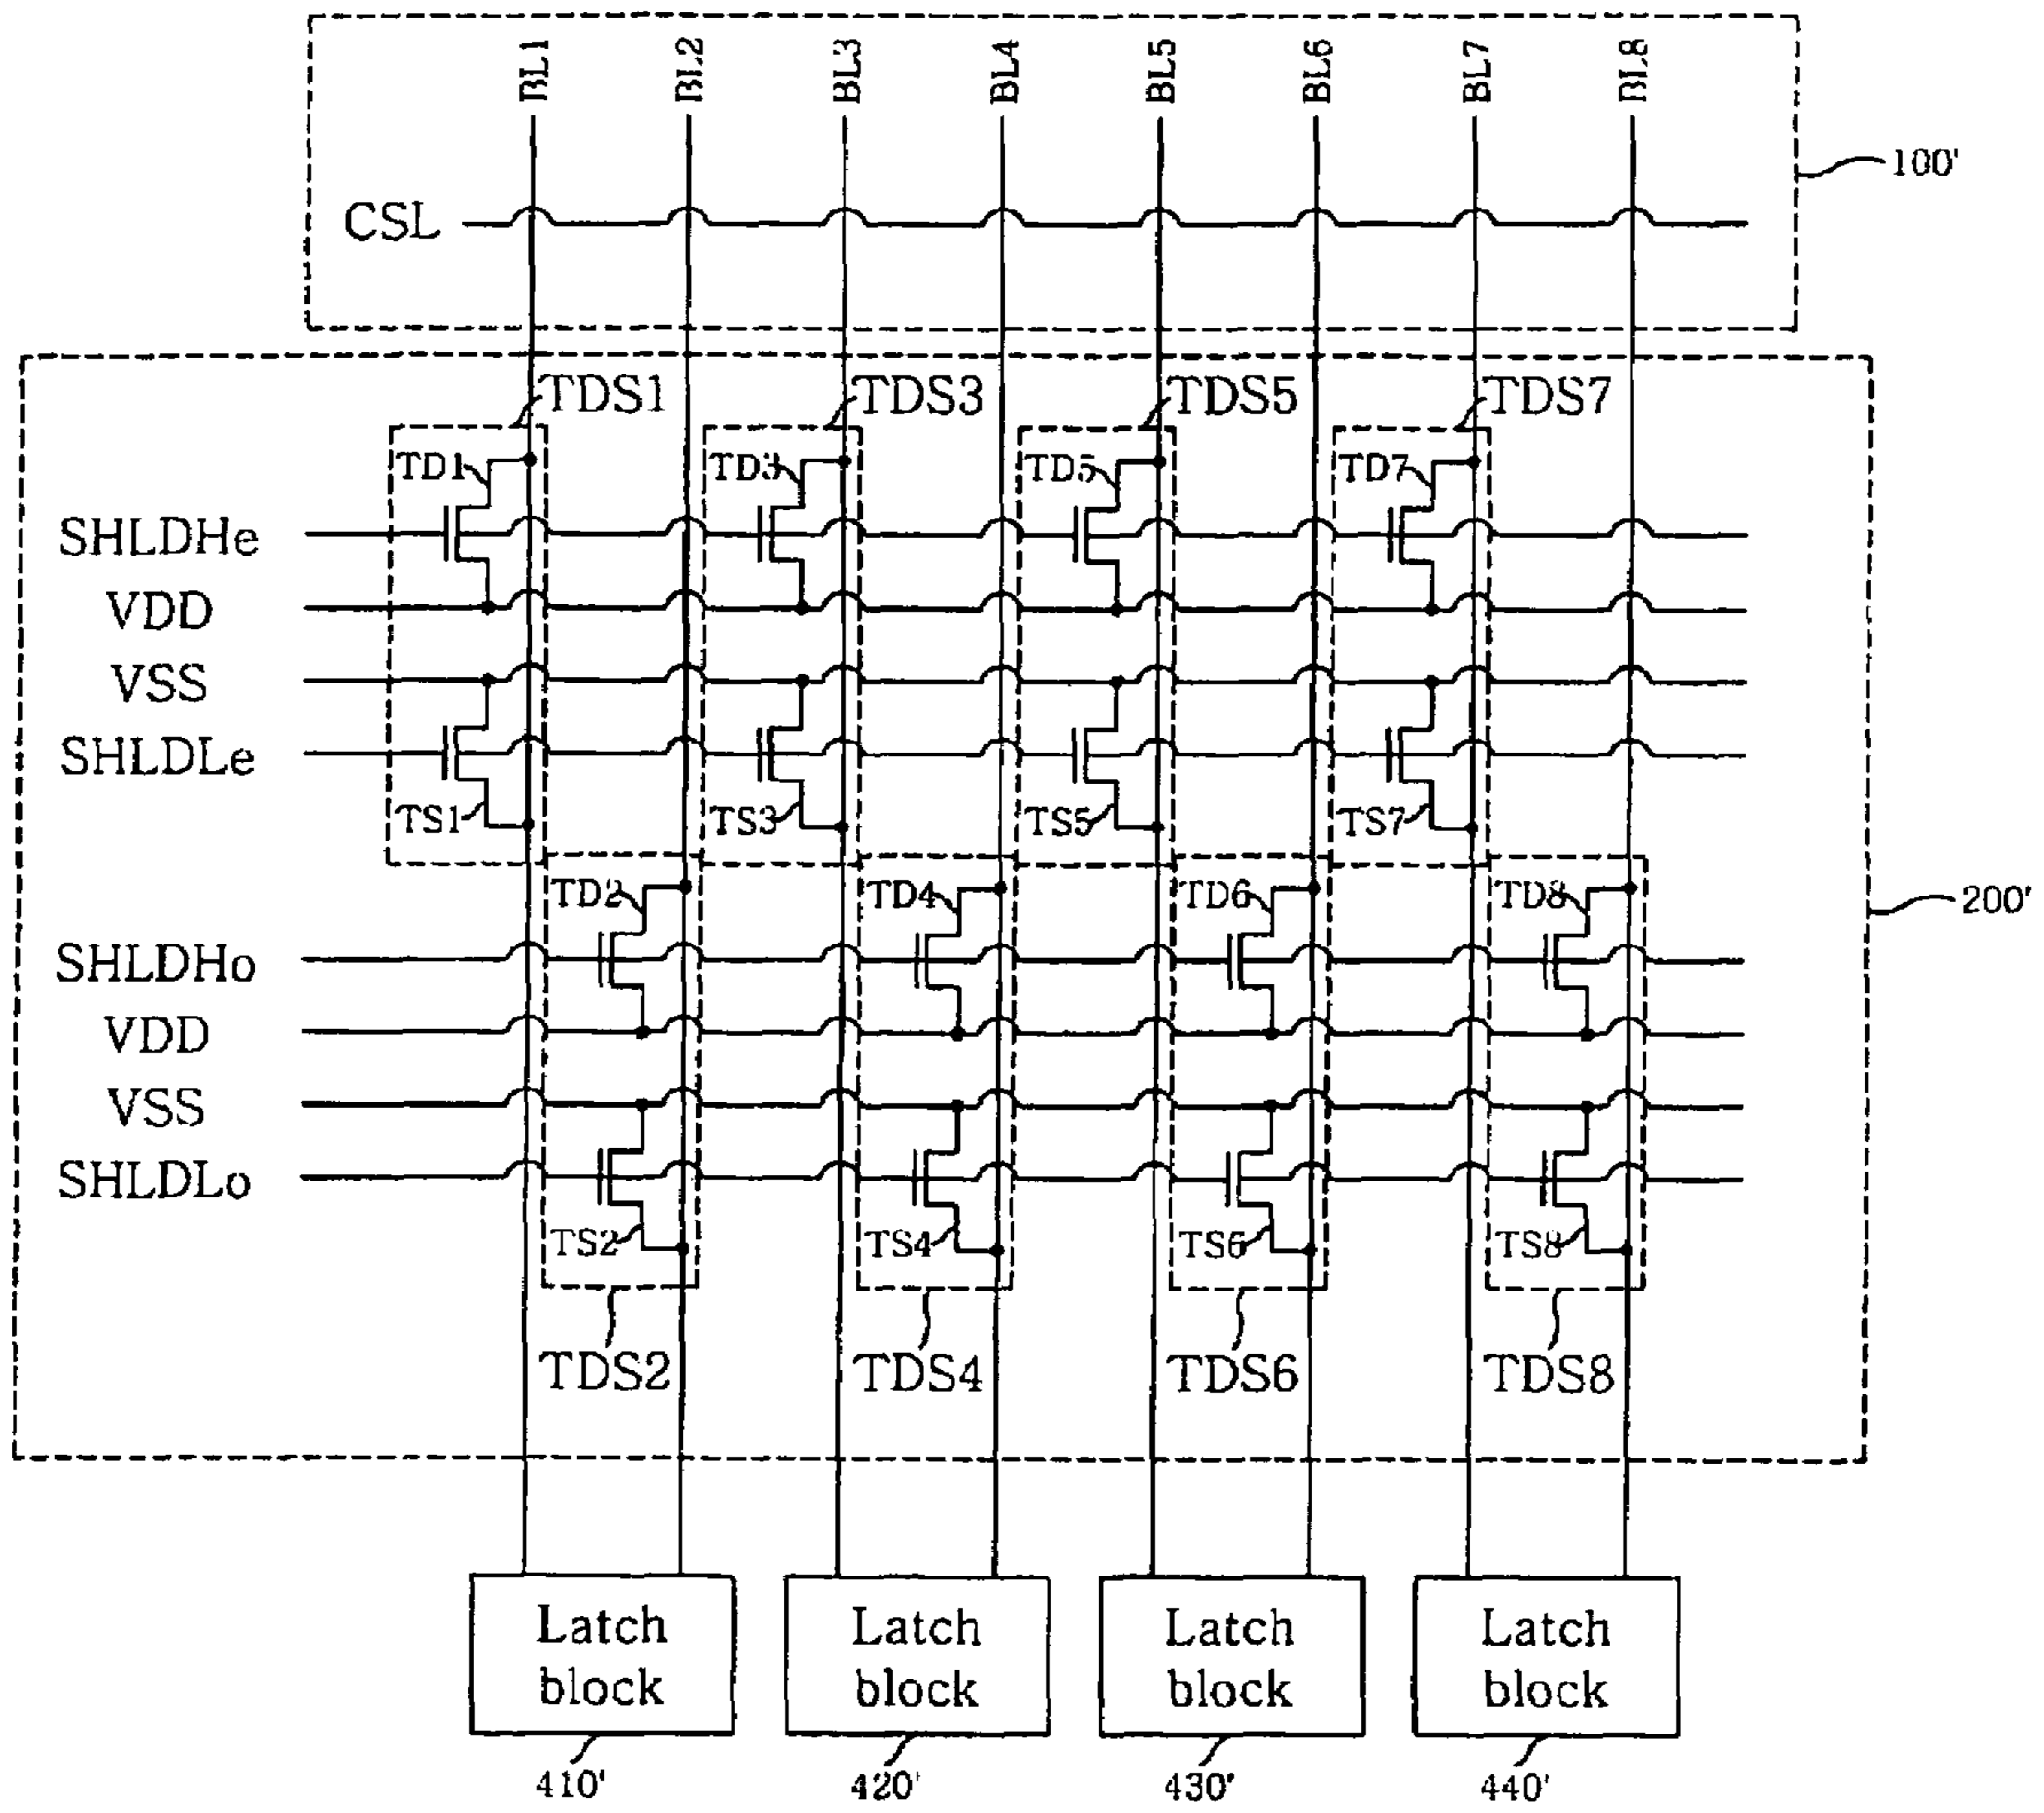 BL1 BL2 BL3 BL4 BL5 BL6 BL7 BL8
100'
CSL
TDS1 TDS3 TDS5 TDS7
TD1 TD3 TD5 TD7
SHLDHe
VDD
VSS
SHLDLe
TS1 TS3 TS5 TS7
TD2 TD4 TD6 TD8
200'
SHLDHo
VDD
VSS
SHLDLo
TS2 TS4 TS6 TS8
TDS2 TDS4 TDS6 TDS8
Latch Latch Latch Latch
block block block block
410' 420' 430' 440'